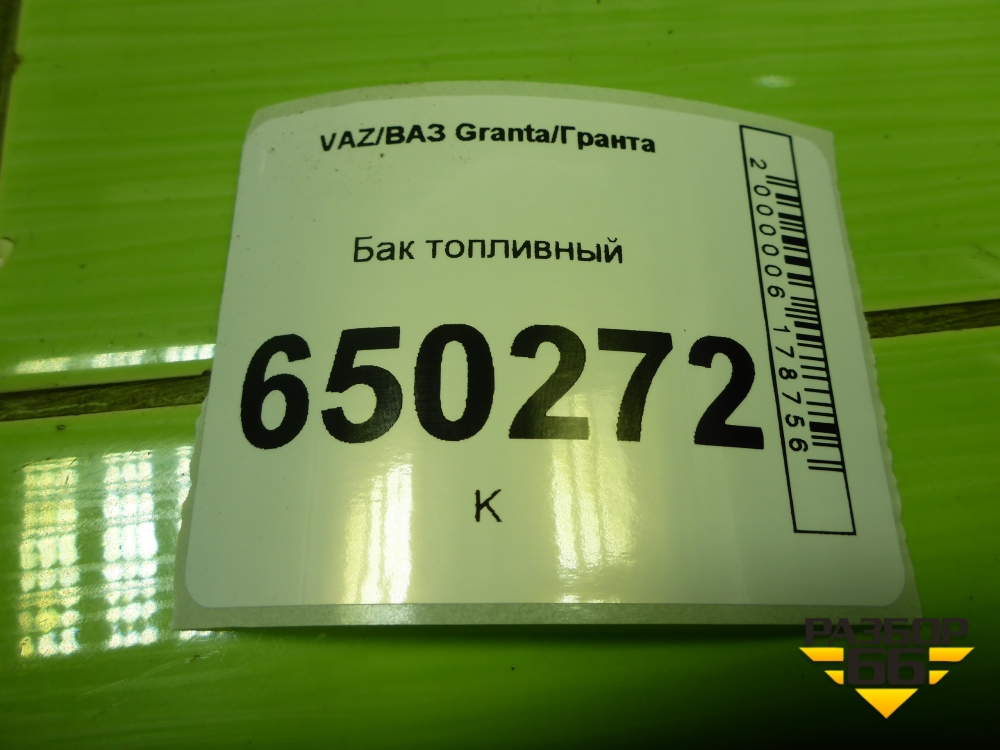 VAZ/ВАЗ Granta/Гранта
Бак топливный
650272
К
2000006178756
РАЗБОР
66